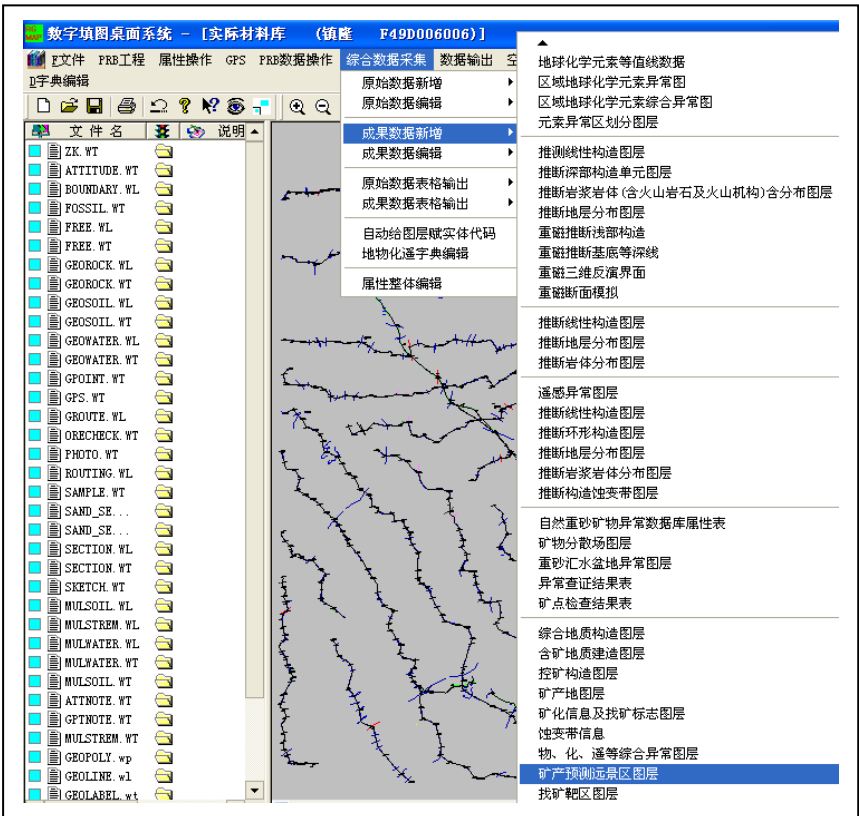 RG MAP 数字填图桌面系统 - [实际材料库 (镇隆 F49D006006)]
F文件 PRB工程 属性操作 GPS PRB数据操作 综合数据采集 数据输出
D字典编辑
文件名 说明
ZK.WT
ATTITUDE.WT
BOUNDARY.WL
FOSSIL.WT
FREE.WL
FREE.WT
GEOROCK.WL
GEOROCK.WT
GEOSOIL.WL
GEOSOIL.WT
GEOWATER.WL
GEOWATER.WT
GPOINT.WT
GPS.WT
GROUTE.WL
ORECHECK.WT
PHOTO.WT
ROUTING.WL
SAMPLE.WT
SAND_SE...
SAND_SE...
SECTION.WL
SECTION.WT
SKETCH.WT
MULSOIL.WL
MULSTREM.WL
MULWATER.WL
MULWATER.WT
MULSOIL.WT
ATTNOTE.WT
GPTNOTE.WT
MULSTREM.WT
GEOPOLY.wp
GEOLINE.wl
GEOLABEL.wt
原始数据新增
原始数据编辑
成果数据新增
成果数据编辑
原始数据表格输出
成果数据表格输出
自动给图层赋实体代码
地物化遥字典编辑
属性整体编辑
地球化学元素等值线数据
区域地球化学元素异常图
区域地球化学元素综合异常图
元素异常区划分图层
推测线性构造图层
推断深部构造单元图层
推断岩浆岩体(含火山岩石及火山机构)含分布图层
推断地层分布图层
重磁推断浅部构造
重磁推断基底等深线
重磁三维反演界面
重磁断面模拟
推断线性构造图层
推断地层分布图层
推断岩体分布图层
遥感异常图层
推断线性构造图层
推断环形构造图层
推断地层分布图层
推断岩浆岩体分布图层
推断构造蚀变带图层
自然重砂矿物异常数据库属性表
矿物分散场图层
重砂汇水盆地异常图层
异常查证结果表
矿点检查结果表
综合地质构造图层
含矿地质建造图层
控矿构造图层
矿产地图层
矿化信息及找矿标志图层
蚀变带信息
物、化、遥等综合异常图层
矿产预测远景区图层
找矿靶区图层